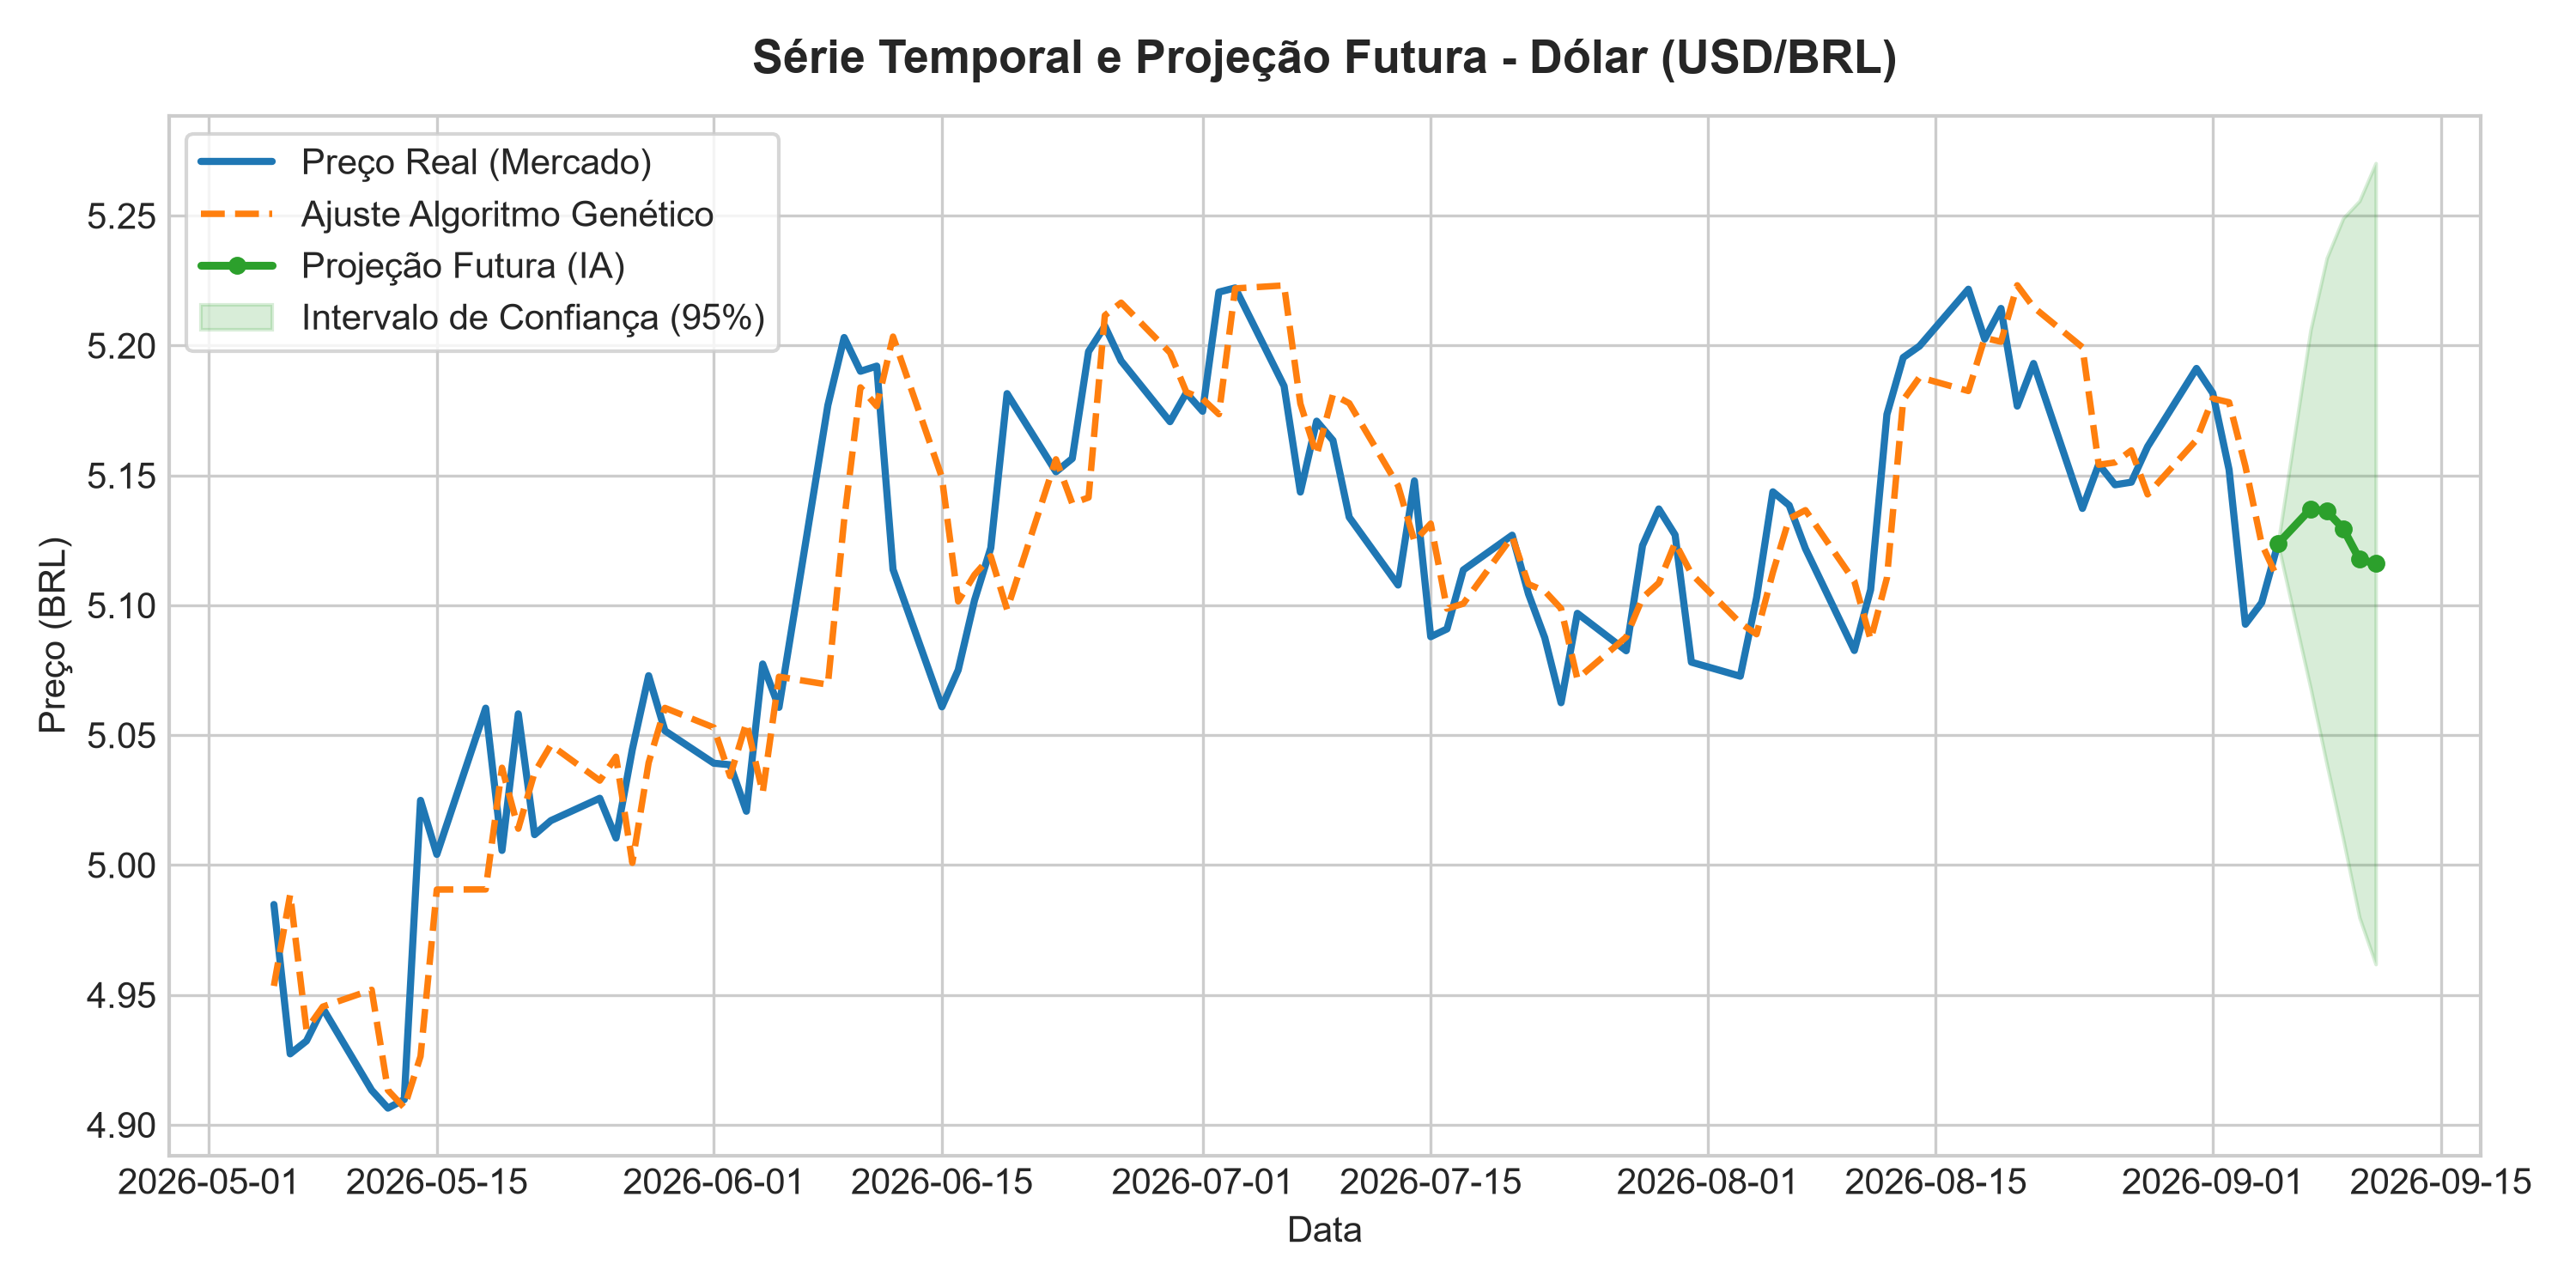 Série Temporal e Projeção Futura - Dólar (USD/BRL)
Preço Real (Mercado)
Ajuste Algoritmo Genético
Projeção Futura (IA)
Intervalo de Confiança (95%)
Preço (BRL)
5.25
5.20
5.15
5.10
5.05
5.00
4.95
4.90
2026-05-01 2026-05-15 2026-06-01 2026-06-15 2026-07-01 2026-07-15 2026-08-01 2026-08-15 2026-09-01 2026-09-15
Data